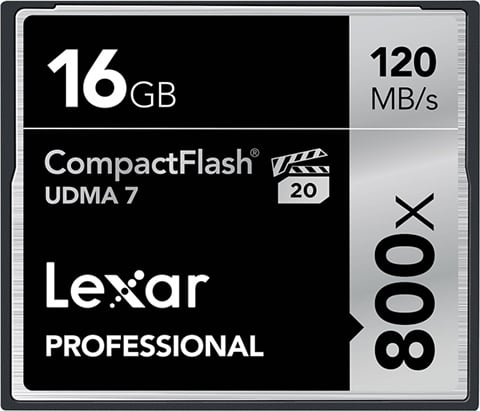 16GB
120
MB/s
CompactFlash®
UDMA 7
20
Lexar
PROFESSIONAL
800x